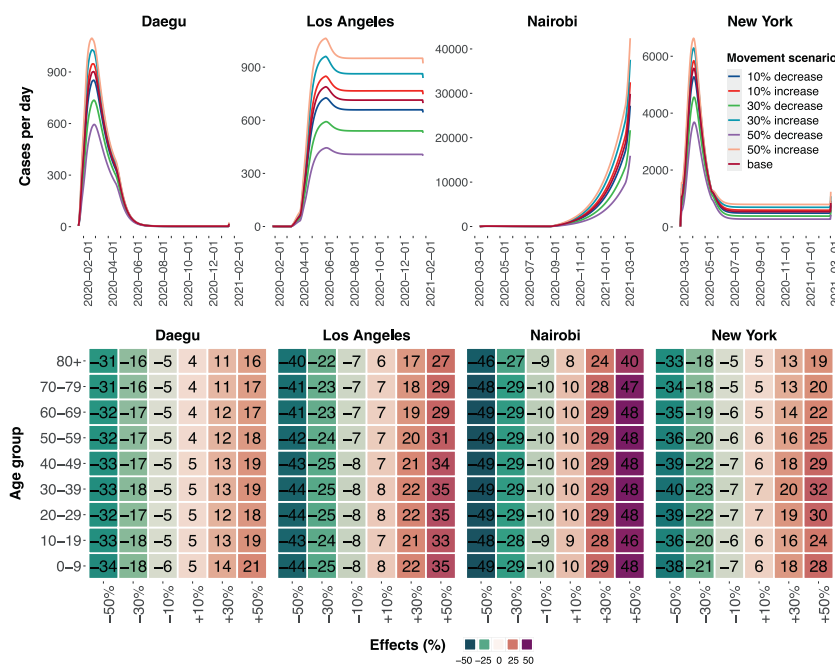 Daegu Los Angeles Nairobi New York
Cases per day
900
600
300
0
900
600
300
0
40000
30000
20000
10000
0
6000
4000
2000
0
Movement scenario
10% decrease
10% increase
30% decrease
30% increase
50% decrease
50% increase
base
2020−02−01 2020−04−01 2020−06−01 2020−08−01 2020−10−01 2020−12−01 2021−02−01
2020−02−01 2020−04−01 2020−06−01 2020−08−01 2020−10−01 2020−12−01 2021−02−01
2020−03−01 2020−05−01 2020−07−01 2020−09−01 2020−11−01 2021−01−01 2021−03−01
2020−03−01 2020−05−01 2020−07−01 2020−09−01 2020−11−01 2021−01−01 2021−03−01
Daegu Los Angeles Nairobi New York
Age group
80+ −31 −16 −5 4 11 16 −40 −22 −7 6 17 27 −46 −27 −9 8 24 40 −33 −18 −5 5 13 19
70−79 −31 −16 −5 4 11 17 −41 −23 −7 7 18 29 −48 −29 −10 10 28 47 −34 −18 −5 5 13 20
60−69 −32 −17 −5 4 12 17 −41 −23 −7 7 19 29 −49 −29 −10 10 29 48 −35 −19 −6 5 14 22
50−59 −32 −17 −5 4 12 18 −42 −24 −7 7 20 31 −49 −29 −10 10 29 48 −36 −20 −6 6 16 25
40−49 −33 −17 −5 5 13 19 −43 −25 −8 7 21 34 −49 −29 −10 10 29 48 −39 −22 −7 6 18 29
30−39 −33 −18 −5 5 13 19 −44 −25 −8 8 22 35 −49 −29 −10 10 29 48 −40 −23 −7 7 20 32
20−29 −32 −17 −5 5 12 18 −44 −25 −8 8 22 35 −49 −29 −10 10 29 48 −39 −22 −7 7 19 30
10−19 −33 −18 −5 5 13 19 −43 −24 −8 7 21 33 −48 −28 −9 9 28 46 −36 −20 −6 6 16 24
0−9 −34 −18 −6 5 14 21 −44 −25 −8 8 22 35 −49 −29 −10 10 29 48 −38 −21 −7 6 18 28
−50% −30% −10% +10% +30% +50% −50% −30% −10% +10% +30% +50% −50% −30% −10% +10% +30% +50% −50% −30% −10% +10% +30% +50%
Effects (%)
−50 −25 0 25 50